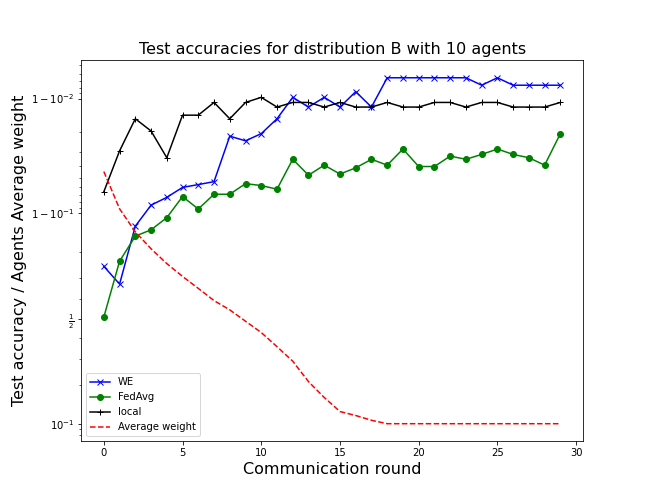 Test accuracies for distribution B with 10 agents
Test accuracy / Agents Average weight
1 − 10⁻²
1 − 10⁻¹
½
10⁻¹
WE
FedAvg
local
Average weight
0 5 10 15 20 25 30
Communication round